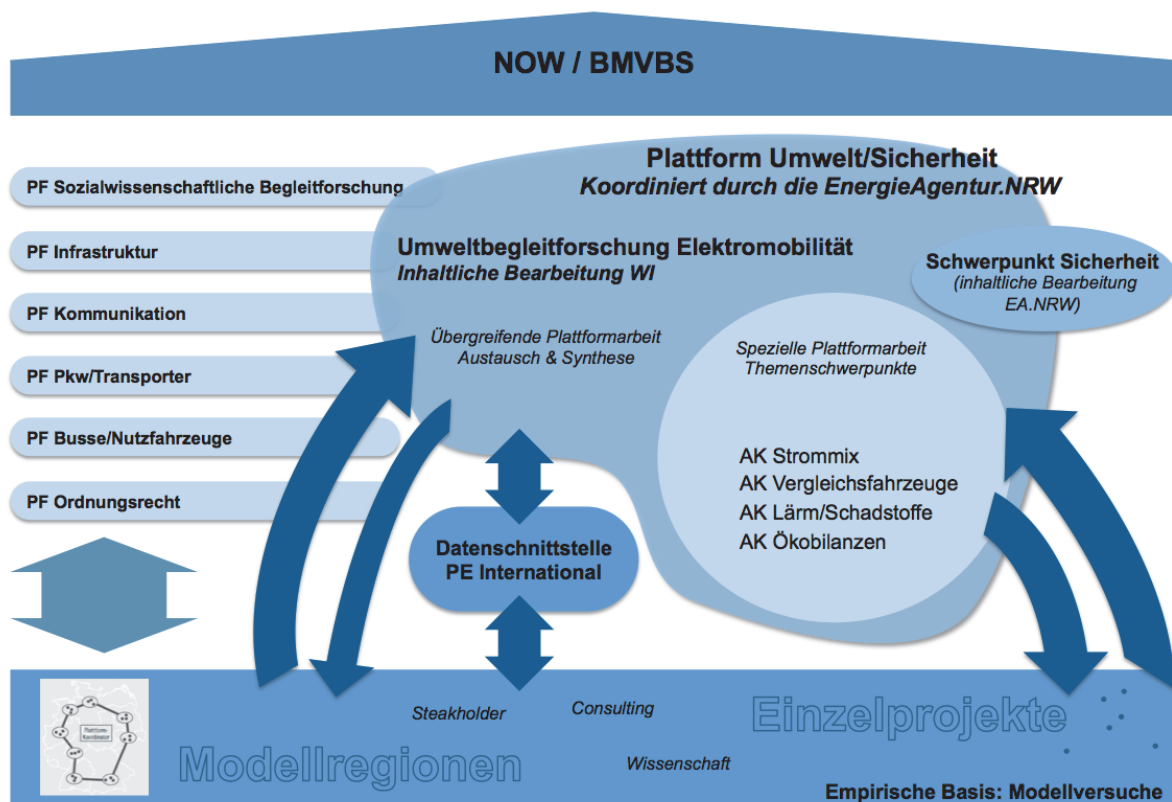 NOW / BMVBS
Plattform Umwelt/Sicherheit
Koordiniert durch die EnergieAgentur.NRW
PF Sozialwissenschaftliche Begleitforschung
PF Infrastruktur
PF Kommunikation
PF Pkw/Transporter
PF Busse/Nutzfahrzeuge
PF Ordnungsrecht
Umweltbegleitforschung Elektromobilität
Inhaltliche Bearbeitung WI
Schwerpunkt Sicherheit
(inhaltliche Bearbeitung
EA.NRW)
Übergreifende Plattformarbeit
Austausch & Synthese
Spezielle Plattformarbeit
Themenschwerpunkte
AK Strommix
AK Vergleichsfahrzeuge
AK Lärm/Schadstoffe
AK Ökobilanzen
Datenschnittstelle
PE International
Plattform-
Koordinator
Steakholder
Consulting
Einzelprojekte
Modellregionen
Wissenschaft
Empirische Basis: Modellversuche